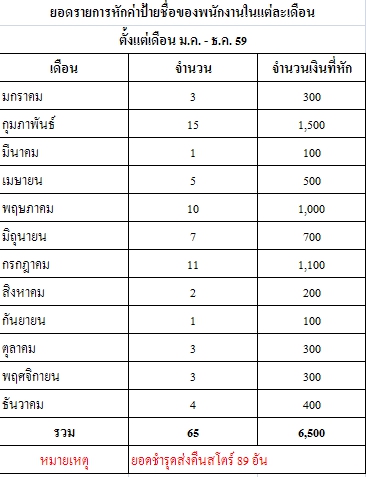 ยอดรายการหักค่าป้ายชื่อของพนักงานในแต่ละเดือน
ตั้งแต่เดือน ม.ค. - ธ.ค. 59
เดือน จำนวน จำนวนเงินที่หัก
มกราคม 3 300
กุมภาพันธ์ 15 1,500
มีนาคม 1 100
เมษายน 5 500
พฤษภาคม 10 1,000
มิถุนายน 7 700
กรกฎาคม 11 1,100
สิงหาคม 2 200
กันยายน 1 100
ตุลาคม 3 300
พฤศจิกายน 3 300
ธันวาคม 4 400
รวม 65 6,500
หมายเหตุ ยอดชำรุดส่งคืนสโตร์ 89 อัน